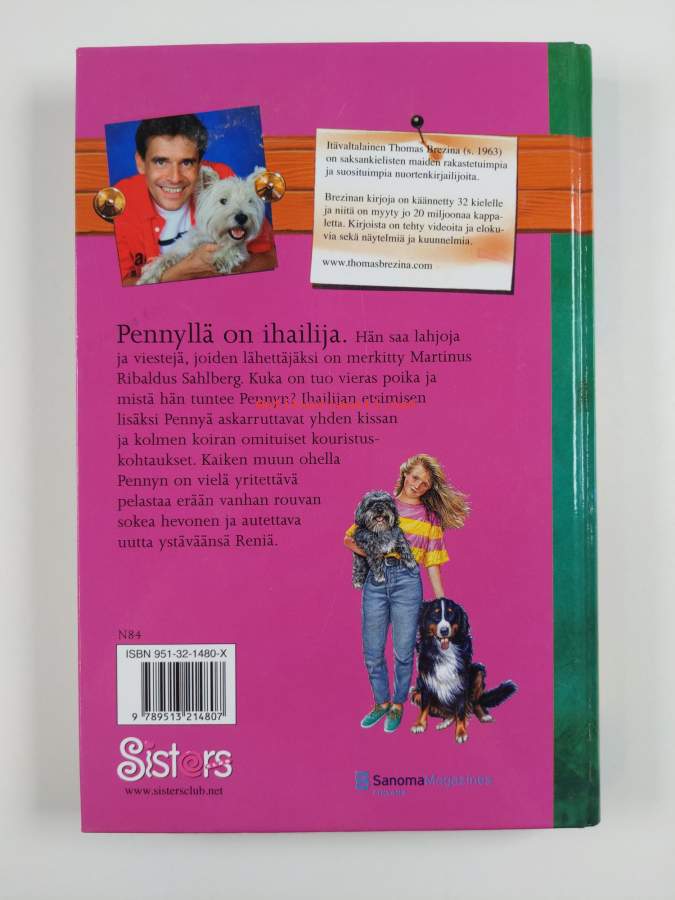 Itävaltalainen Thomas Brezina (s. 1963)
on saksankielisten maiden rakastetuimpia
ja suosituimpia nuortenkirjailijoita.
Brezinan kirjoja on käännetty 32 kielelle
ja niitä on myyty jo 20 miljoonaa kappa-
letta. Kirjoista on tehty videoita ja eloku-
via sekä näytelmiä ja kuunnelmia.
www.thomasbrezina.com
Pennyllä on ihailija. Hän saa lahjoja
ja viestejä, joiden lähettäjäksi on merkitty Martinus
Ribaldus Sahlberg. Kuka on tuo vieras poika ja
mistä hän tuntee Pennyn? Ihailijan etsimisen
lisäksi Pennyä askarruttavat yhden kissan
ja kolmen koiran omituiset kouristus-
kohtaukset. Kaiken muun ohella
Pennyn on vielä yritettävä
pelastaa erään vanhan rouvan
sokea hevonen ja autettava
uutta ystäväänsä Reniä.
N84
ISBN 951-32-1480-X
9 789513 214807
Sisters
www.sistersclub.net
SanomaMagazines
FINLAND